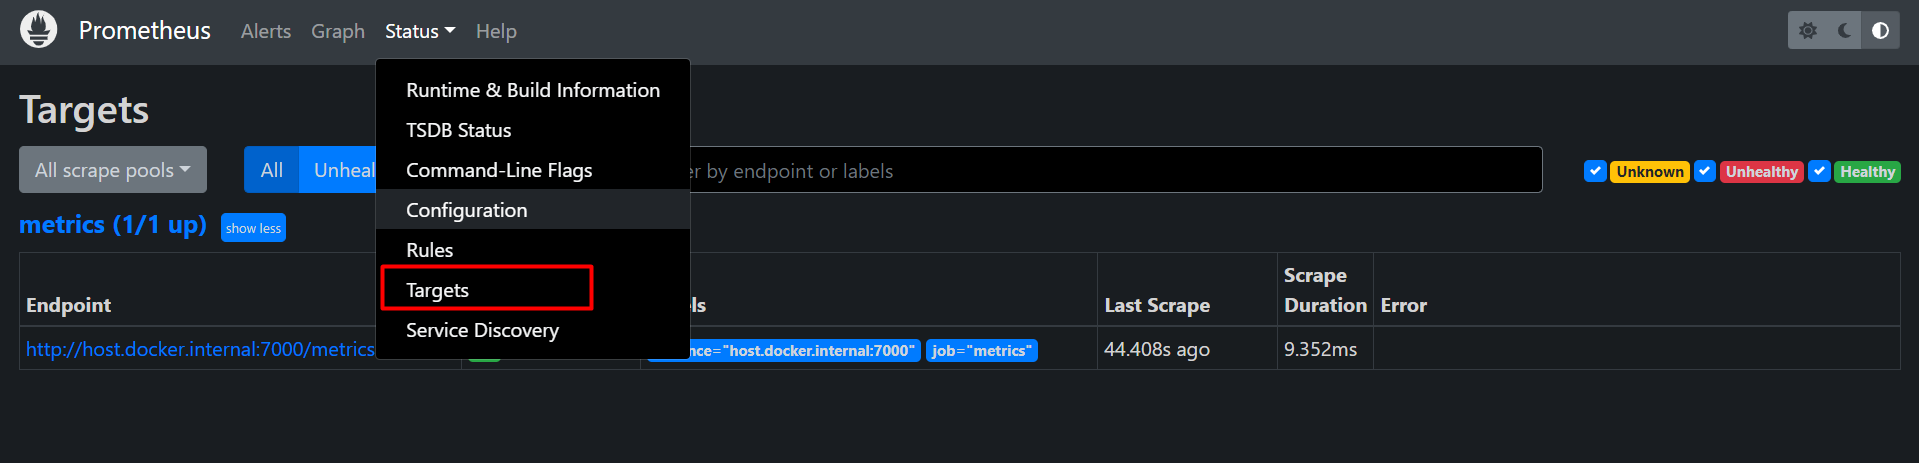 Prometheus Alerts Graph Status Help
Runtime & Build Information
TSDB Status
Command-Line Flags
Configuration
Rules
Targets
Service Discovery
Targets
All scrape pools
All
by endpoint or labels
Unknown
Unhealthy
Healthy
metrics (1/1 up) show less
Endpoint
Last Scrape
Scrape Duration
Error
http://host.docker.internal:7000/metrics
="host.docker.internal:7000" job="metrics"
44.408s ago
9.352ms